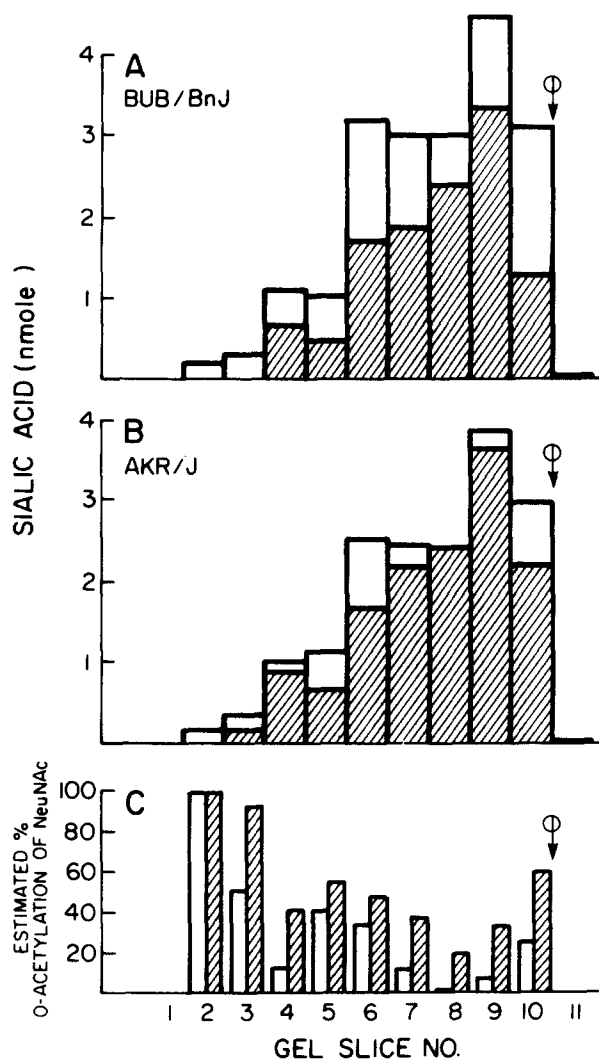 A
BUB/BnJ
4
3
2
1
SIALIC ACID (nmole)
B
AKR/J
4
3
2
1
C
ESTIMATED %
O-ACETYLATION OF NeuNAc
100
80
60
40
20
1 2 3 4 5 6 7 8 9 10 11
GEL SLICE NO.